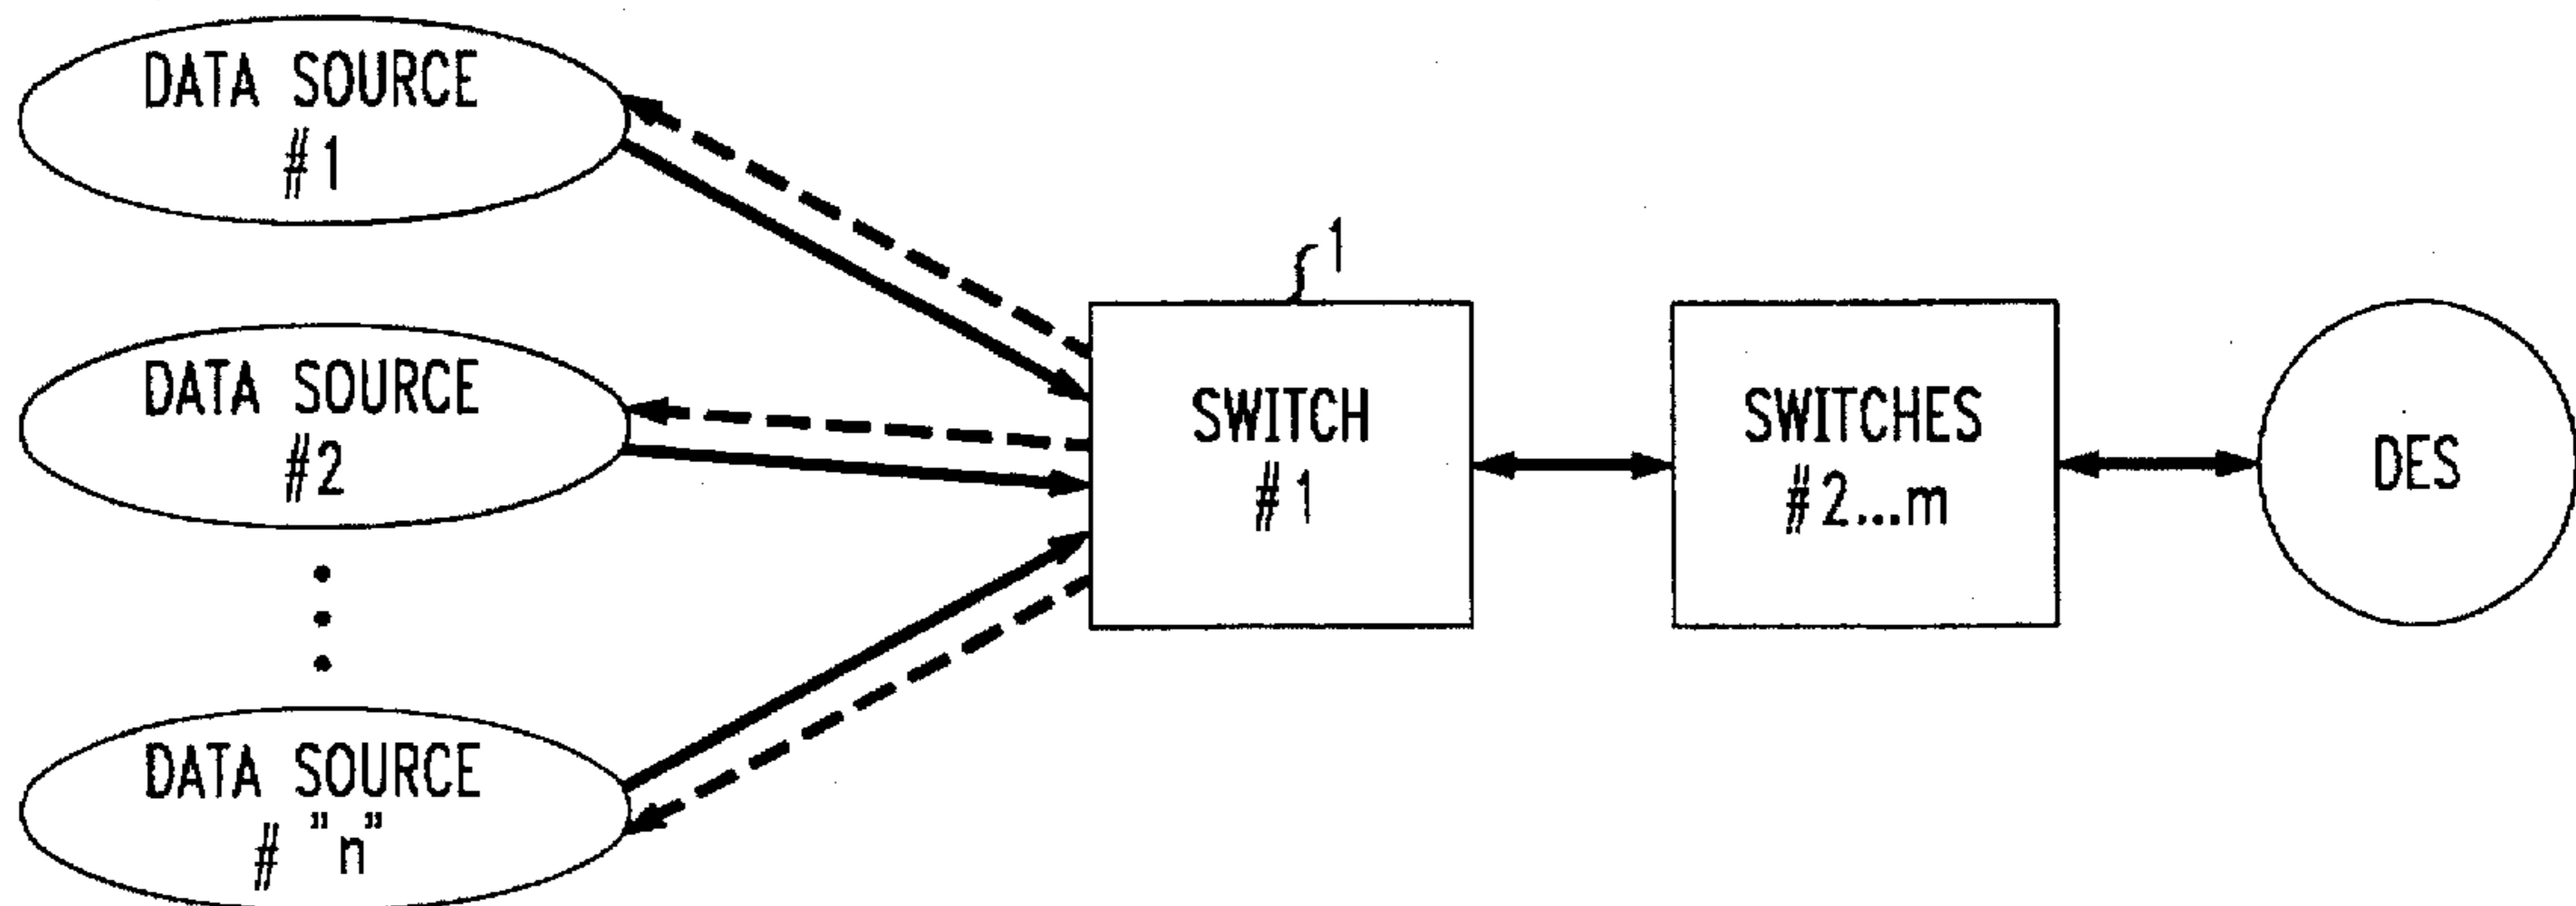 DATA SOURCE
#1
DATA SOURCE
#2
DATA SOURCE
# "n"
1
SWITCH
#1
SWITCHES
#2...m
DES